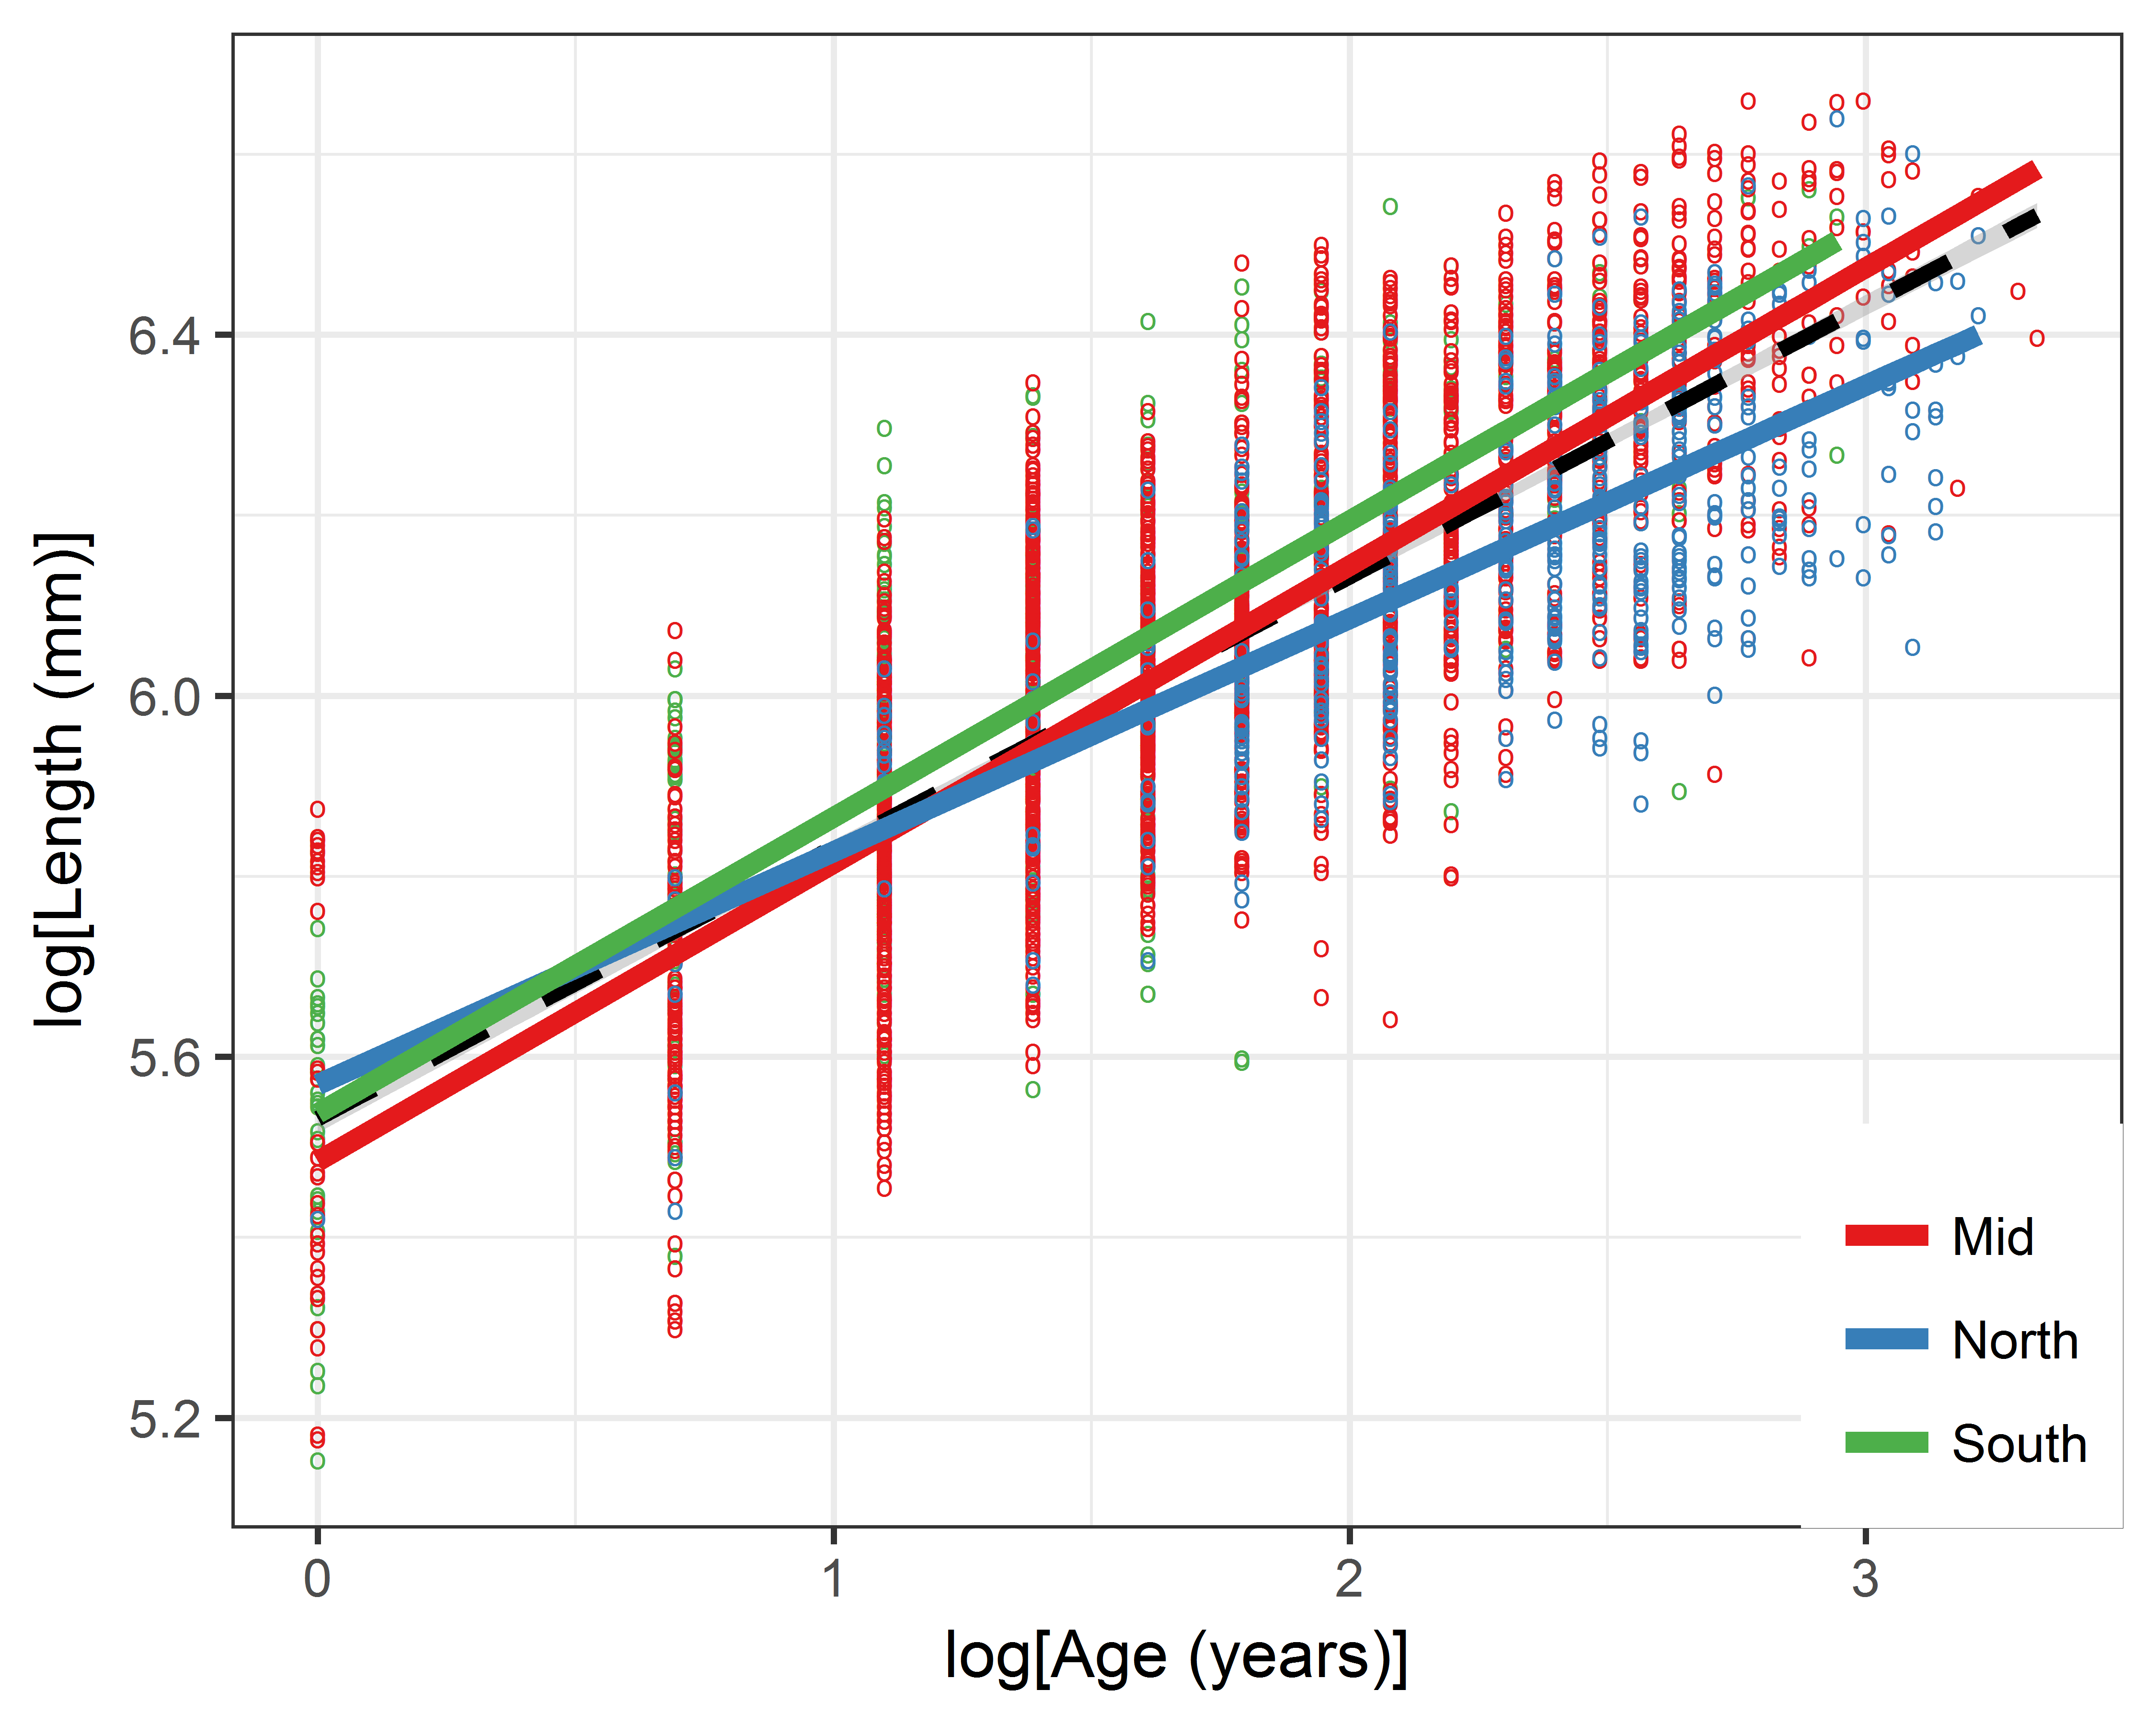 log[Length (mm)]
6.4
6.0
5.6
5.2
0 1 2 3
log[Age (years)]
Mid
North
South